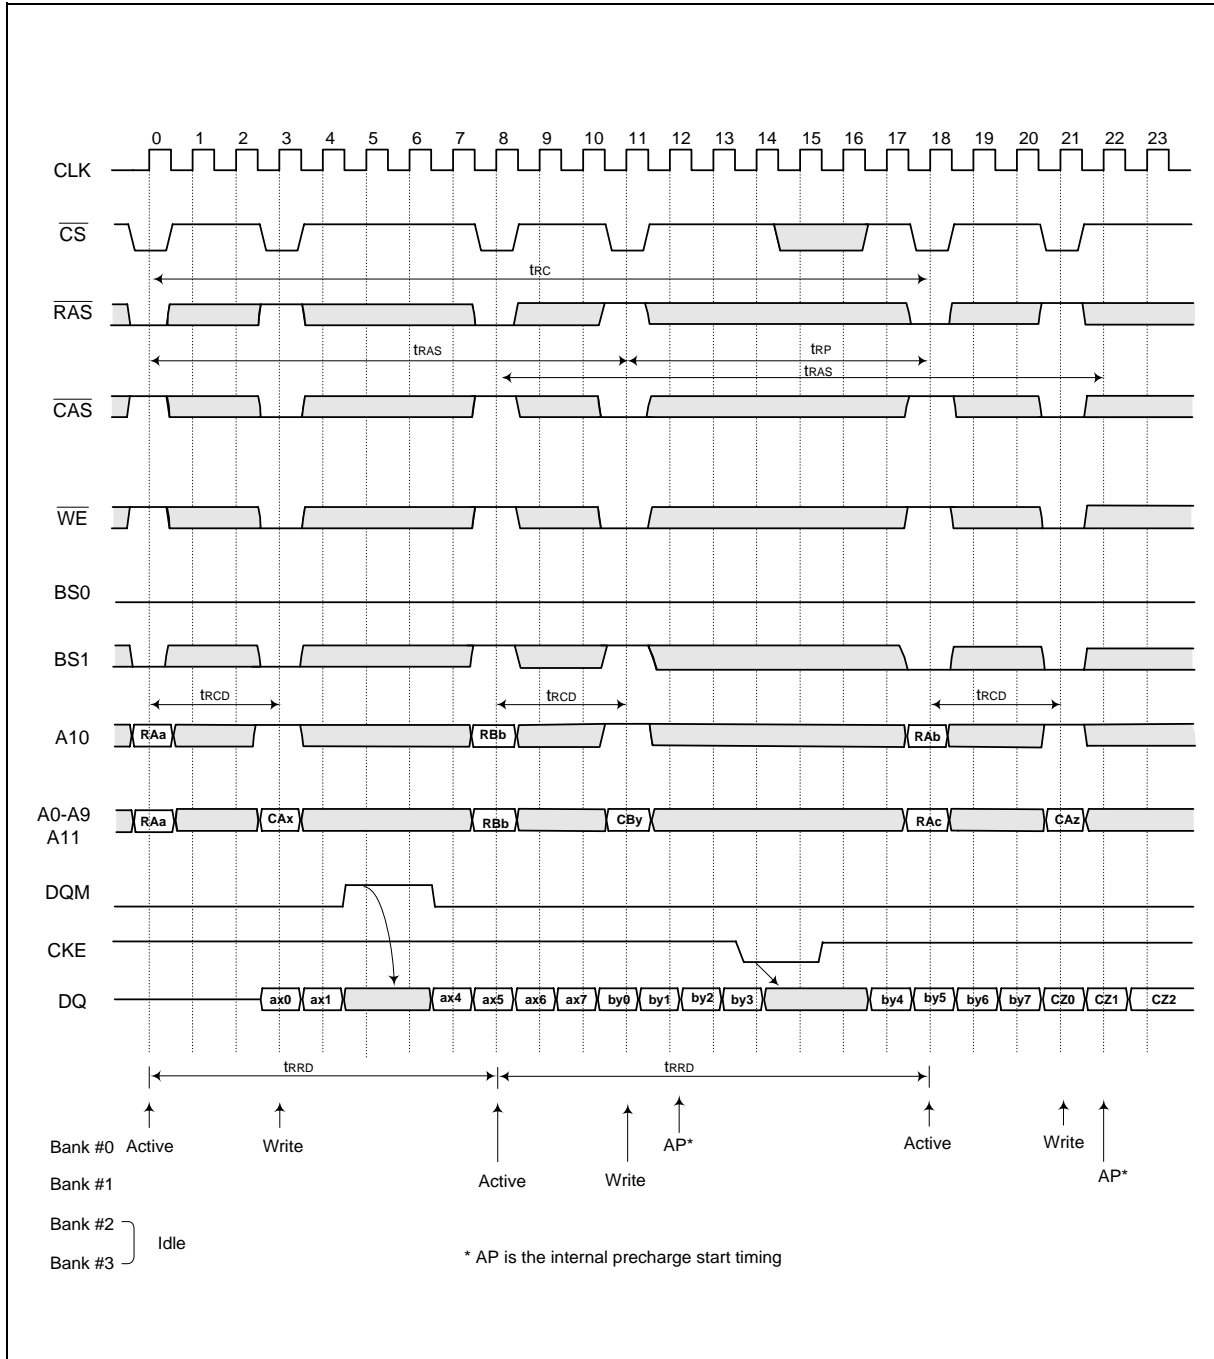 0 1 2 3 4 5 6 7 8 9 10 11 12 13 14 15 16 17 18 19 20 21 22 23
CLK
CS
tRC
RAS
tRAS tRP
tRAS
CAS
WE
BS0
BS1
tRCD tRCD tRCD
A10 RAa RBb RAb
A0-A9 RAa CAx RBb CBy RAc CAz
A11
DQM
CKE
DQ ax0 ax1 ax4 ax5 ax6 ax7 by0 by1 by2 by3 by4 by5 by6 by7 CZ0 CZ1 CZ2
tRRD tRRD
Bank #0 Active Write AP* Active Write
Bank #1 Active Write AP*
Bank #2
Idle
Bank #3
* AP is the internal precharge start timing